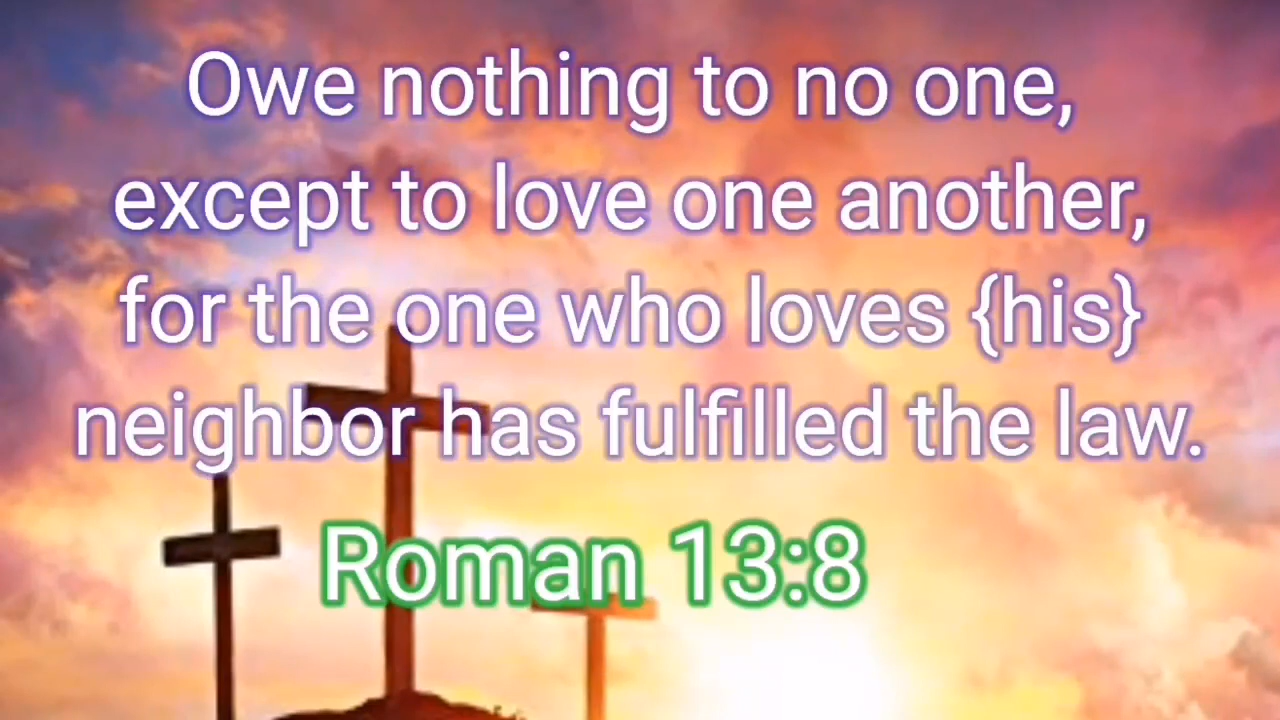 Owe nothing to no one,
except to love one another,
for the one who loves {his}
neighbor has fulfilled the law.
Roman 13:8